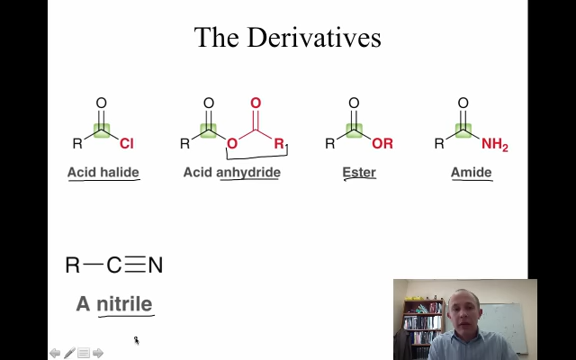 The Derivatives
O O O O O
R Cl R O R R OR R NH2
Acid halide Acid anhydride Ester Amide
R—C≡N
A nitrile